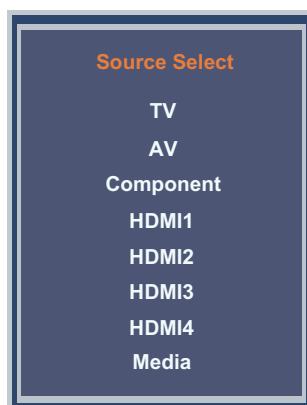 Source Select
TV
AV
Component
HDMI1
HDMI2
HDMI3
HDMI4
Media